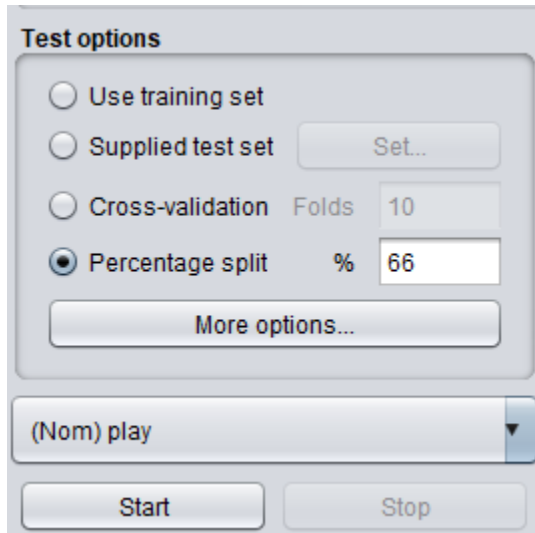 Test options
Use training set
Supplied test set Set...
Cross-validation Folds 10
Percentage split % 66
More options...
(Nom) play
Start Stop